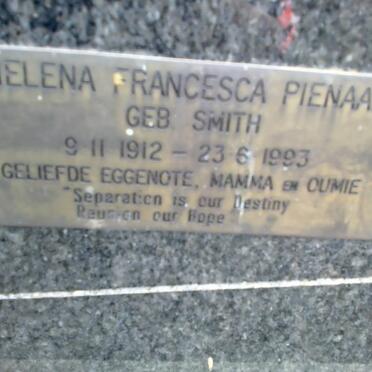 HELENA FRANCESCA PIENAA
GEB. SMITH
9·11·1912 – 23·6·1993
GELIEFDE EGGENOTE, MAMMA EN OUMIE
"Separation is our Destiny
Reunion our Hope"